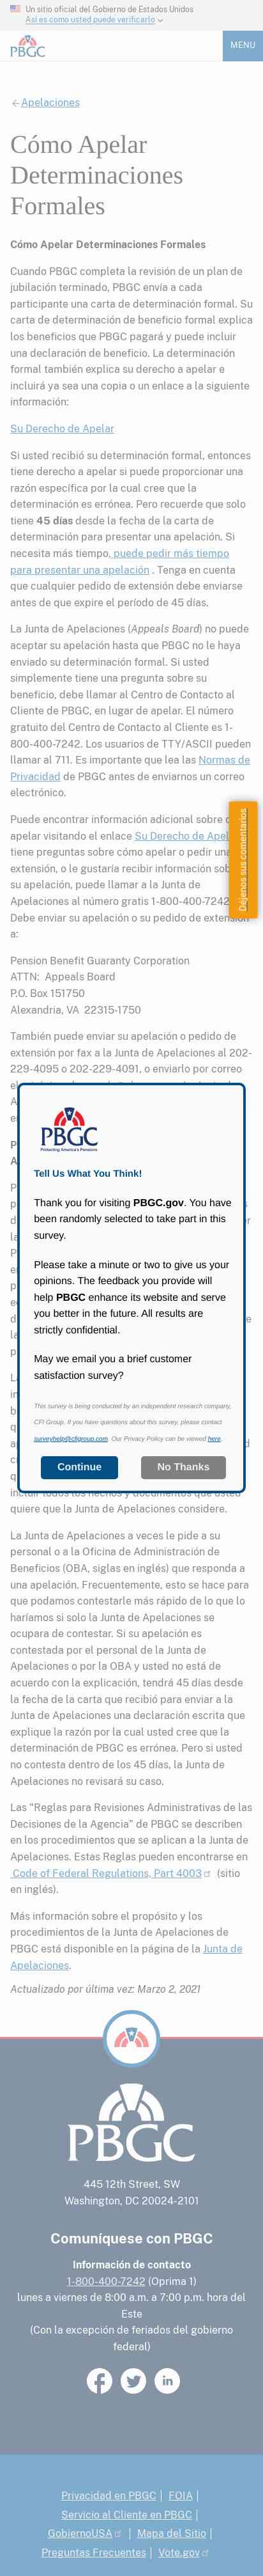 Un sitio oficial del Gobierno de Estados Unidos
Así es como usted puede verificarlo
PBGC
MENU
Apelaciones
Cómo Apelar
Determinaciones
Formales
Cómo Apelar Determinaciones Formales
Cuando PBGC completa la revisión de un plan de
jubilación terminado, PBGC envía a cada
participante una carta de determinación formal. Su
carta de determinación de beneficio formal explica
los beneficios que PBGC pagará y puede incluir
una declaración de beneficio. La determinación
formal también explica su derecho a apelar e
incluirá ya sea una copia o un enlace a la siguiente
información:
Su Derecho de Apelar
Si usted recibió su determinación formal, entonces
tiene derecho a apelar si puede proporcionar una
razón específica por la cual cree que la
determinación es errónea. Pero recuerde que solo
tiene 45 días desde la fecha de la carta de
determinación para presentar una apelación. Si
necesita más tiempo, puede pedir más tiempo
para presentar una apelación . Tenga en cuenta
que cualquier pedido de extensión debe enviarse
antes de que expire el período de 45 días.
La Junta de Apelaciones (Appeals Board) no puede
atender su apelación hasta que PBGC no le haya
enviado su determinación formal. Si usted
simplemente tiene una pregunta sobre su
beneficio, debe llamar al Centro de Contacto al
Cliente de PBGC, en lugar de apelar. El número
gratuito del Centro de Contacto al Cliente es 1-
800-400-7242. Los usuarios de TTY/ASCII pueden
llamar al 711. Es importante que lea las Normas de
Privacidad de PBGC antes de enviarnos un correo
electrónico.
Puede encontrar información adicional sobre
apelar visitando el enlace Su Derecho de
tiene preguntas sobre cómo apelar o pedir
extensión, o le gustaría recibir información
apelación, puede llamar a la Junta de
Apelaciones al número gratis 1-800-400-7242
Debe enviar su apelación o su pedido de extensión
a:
Déjenos sus comentarios
Pension Benefit Guaranty Corporation
ATTN: Appeals Board
P.O. Box 151750
Alexandria, VA 22315-1750
También puede enviar su apelación o pedido de
extensión por fax a la Junta de Apelaciones al 202-
229-4095 o 202-229-4091, o enviarlo por correo
PBGC
Protecting America's Pensions
Tell Us What You Think!
Thank you for visiting PBGC.gov. You have
been randomly selected to take part in this
survey.
Please take a minute or two to give us your
opinions. The feedback you provide will
help PBGC enhance its website and serve
you better in the future. All results are
strictly confidential.
May we email you a brief customer
satisfaction survey?
This survey is being conducted by an independent research company,
CFI Group. If you have questions about this survey, please contact
surveyhelp@cfigroup.com. Our Privacy Policy can be viewed here.
Continue
No Thanks
que la Junta de Apelaciones considere.
La Junta de Apelaciones a veces le pide a su
personal o a la Oficina de Administración de
Beneficios (OBA, siglas en inglés) que responda a
una apelación. Frecuentemente, esto se hace para
que podamos contestarle más rápido de lo que lo
haríamos si solo la Junta de Apelaciones se
ocupara de contestar. Si su apelación es
contestada por el personal de la Junta de
Apelaciones o por la OBA y usted no está de
acuerdo con la explicación, tendrá 45 días desde
la fecha de la carta que recibió para enviar a la
Junta de Apelaciones una declaración escrita que
explique la razón por la cual usted cree que la
determinación de PBGC es errónea. Pero si usted
no contesta dentro de los 45 días, la Junta de
Apelaciones no revisará su caso.
Las “Reglas para Revisiones Administrativas de las
Decisiones de la Agencia” de PBGC se describen
en los procedimientos que se aplican a la Junta de
Apelaciones. Estas Reglas pueden encontrarse en
Code of Federal Regulations, Part 4003 (sitio
en inglés).
Más información sobre el propósito y los
procedimientos de la Junta de Apelaciones de
PBGC está disponible en la página de la Junta de
Apelaciones.
Actualizado por última vez: Marzo 2, 2021
PBGC
445 12th Street, SW
Washington, DC 20024-2101
Comuníquese con PBGC
Información de contacto
1-800-400-7242 (Oprima 1)
lunes a viernes de 8:00 a.m. a 7:00 p.m. hora del
Este
(Con la excepción de feriados del gobierno
federal)
Privacidad en PBGC | FOIA |
Servicio al Cliente en PBGC |
GobiernoUSA | Mapa del Sitio |
Preguntas Frecuentes | Vote.gov